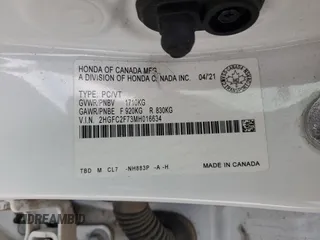 HONDA OF CANADA MFG.
A DIVISION OF HONDA CANADA INC. 04/21
TYPE: PC/VT
GVWR/PNBV 1710KG
GAWR/PNBE F 920KG R 830KG
V.I.N. 2HGFC2F73MH016634
TBD M CL7 -NH883P -A -H
MADE IN CANADA
DREAMBID